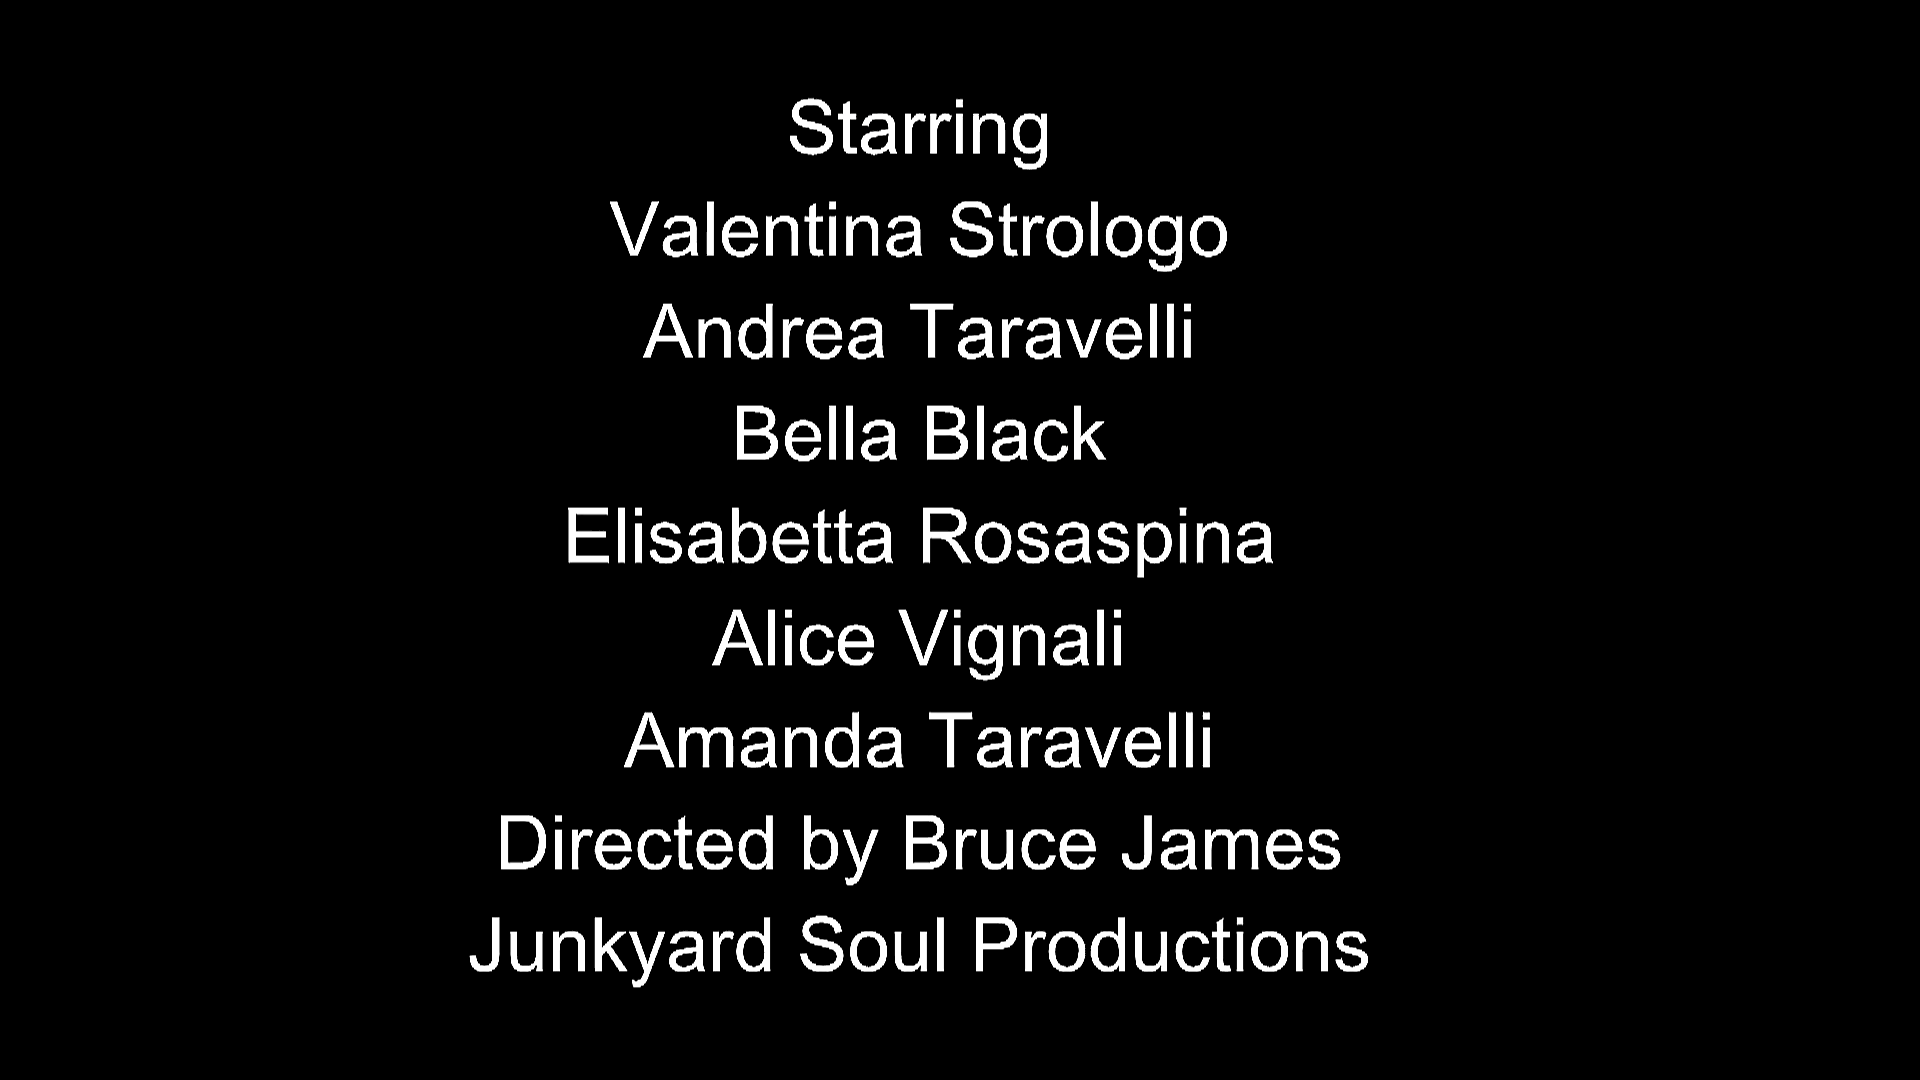 Starring
Valentina Strologo
Andrea Taravelli
Bella Black
Elisabetta Rosaspina
Alice Vignali
Amanda Taravelli
Directed by Bruce James
Junkyard Soul Productions